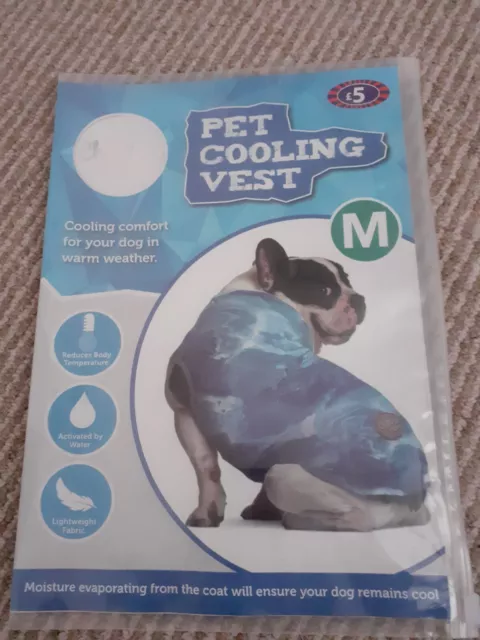 £5
PET
COOLING
VEST
M
Cooling comfort
for your dog in
warm weather.
Reduces Body
Temperature
Activated by
Water
Lightweight
Fabric
Moisture evaporating from the coat will ensure your dog remains cool